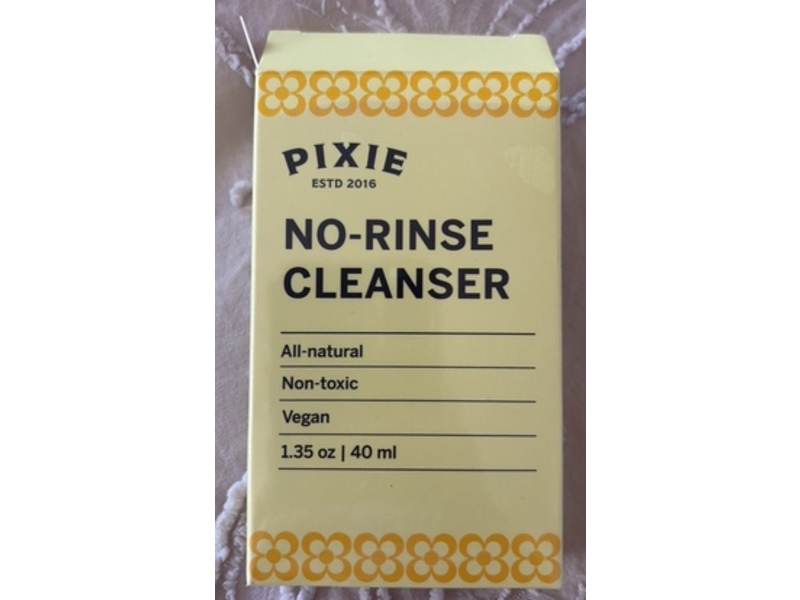 PIXIE
ESTD 2016
NO-RINSE
CLEANSER
All-natural
Non-toxic
Vegan
1.35 oz | 40 ml